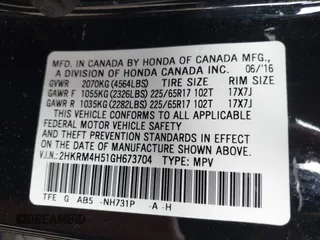 MFD. IN CANADA BY HONDA OF CANADA MFG.,
A DIVISION OF HONDA CANADA INC. 06/'16
GVWR 2070KG (4564LBS) TIRE SIZE RIM SIZE
GAWR F 1055KG (2326LBS) 225/65R17 102T 17X7J
GAWR R 1035KG (2282LBS) 225/65R17 102T 17X7J
THIS VEHICLE CONFORMS TO ALL APPLICABLE
FEDERAL MOTOR VEHICLE SAFETY STANDARDS
IN EFFECT ON THE DATE OF MANUFACTURE SHOWN ABOVE.
V.I.N.:2HKRM4H51GH673704 TYPE: MPV
TFE G AB5 -NH731P -A -H
DREAMBID